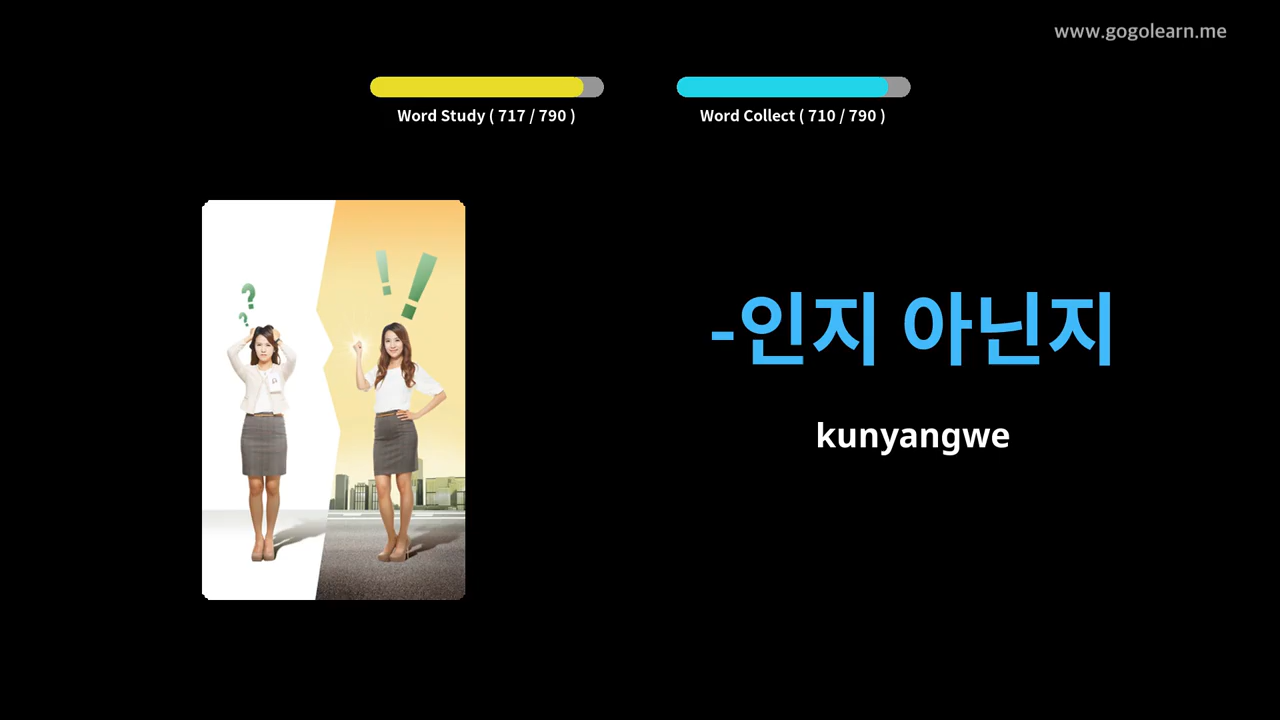 www.gogolearn.me
Word Study ( 717 / 790 )
Word Collect ( 710 / 790 )
? ?
! !
-인지 아닌지
kunyangwe